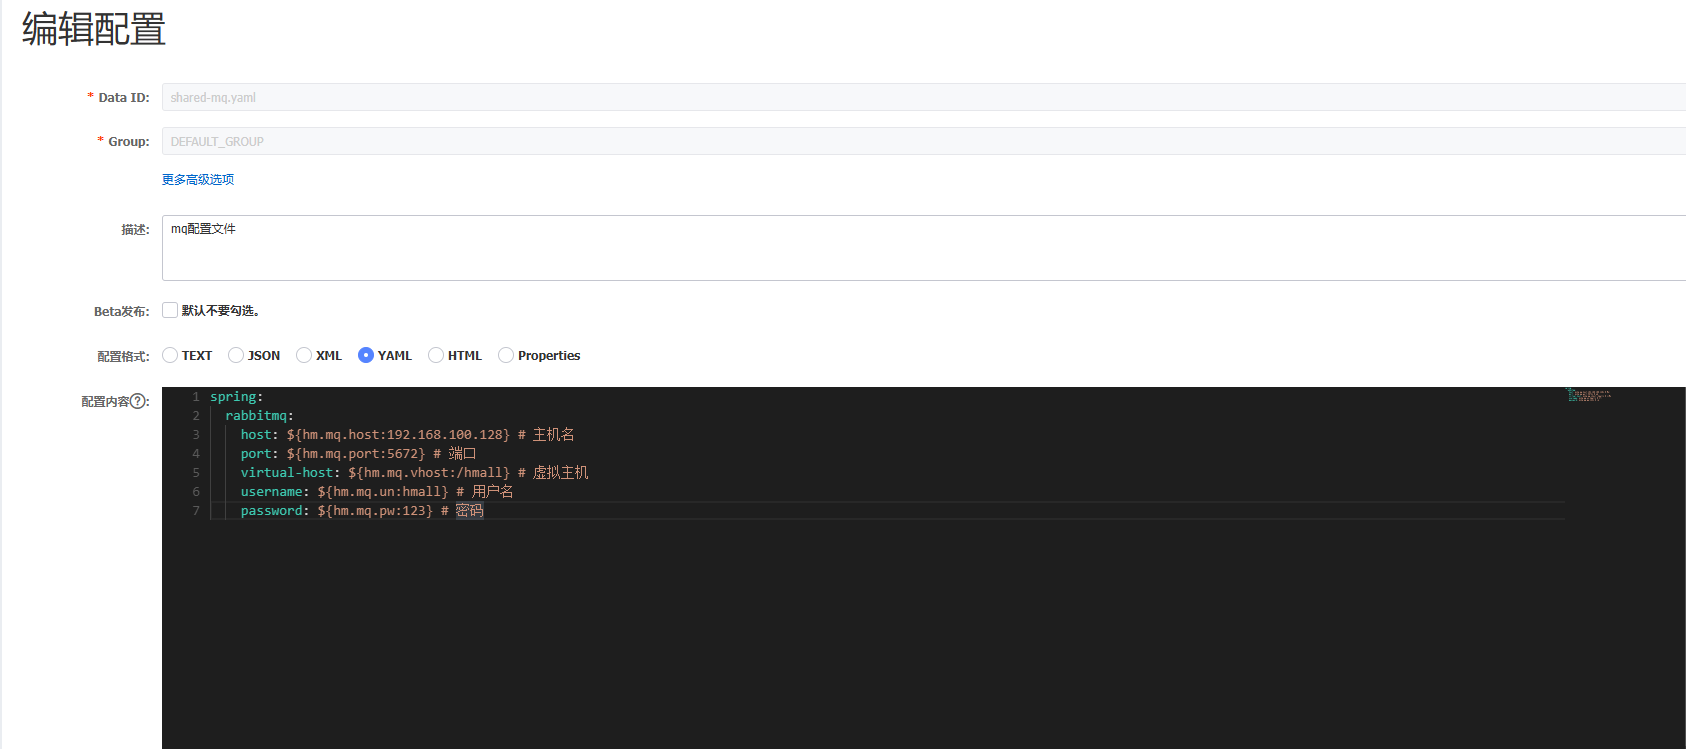 编辑配置
* Data ID: shared-mq.yaml
* Group: DEFAULT_GROUP
更多高级选项
描述: mq配置文件
Beta发布: 默认不要勾选。
配置格式: TEXT JSON XML YAML HTML Properties
配置内容?:
1 spring:
2 rabbitmq:
3 host: ${hm.mq.host:192.168.100.128} # 主机名
4 port: ${hm.mq.port:5672} # 端口
5 virtual-host: ${hm.mq.vhost:/hmall} # 虚拟主机
6 username: ${hm.mq.un:hmall} # 用户名
7 password: ${hm.mq.pw:123} # 密码